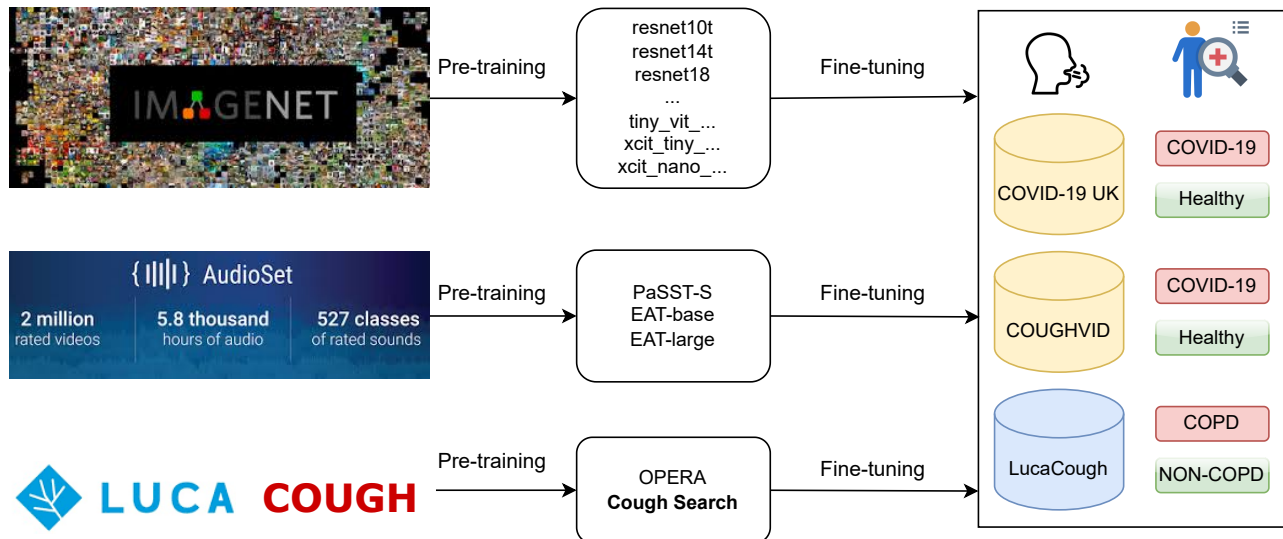 IMAGENET
Pre-training
resnet10t
resnet14t
resnet18
...
tiny_vit_...
xcit_tiny_...
xcit_nano_...
Fine-tuning
COVID-19 UK
COVID-19
Healthy
{||||} AudioSet
2 million
rated videos
5.8 thousand
hours of audio
527 classes
of rated sounds
Pre-training
PaSST-S
EAT-base
EAT-large
Fine-tuning
COUGHVID
COVID-19
Healthy
LUCA COUGH
Pre-training
OPERA
Cough Search
Fine-tuning
LucaCough
COPD
NON-COPD